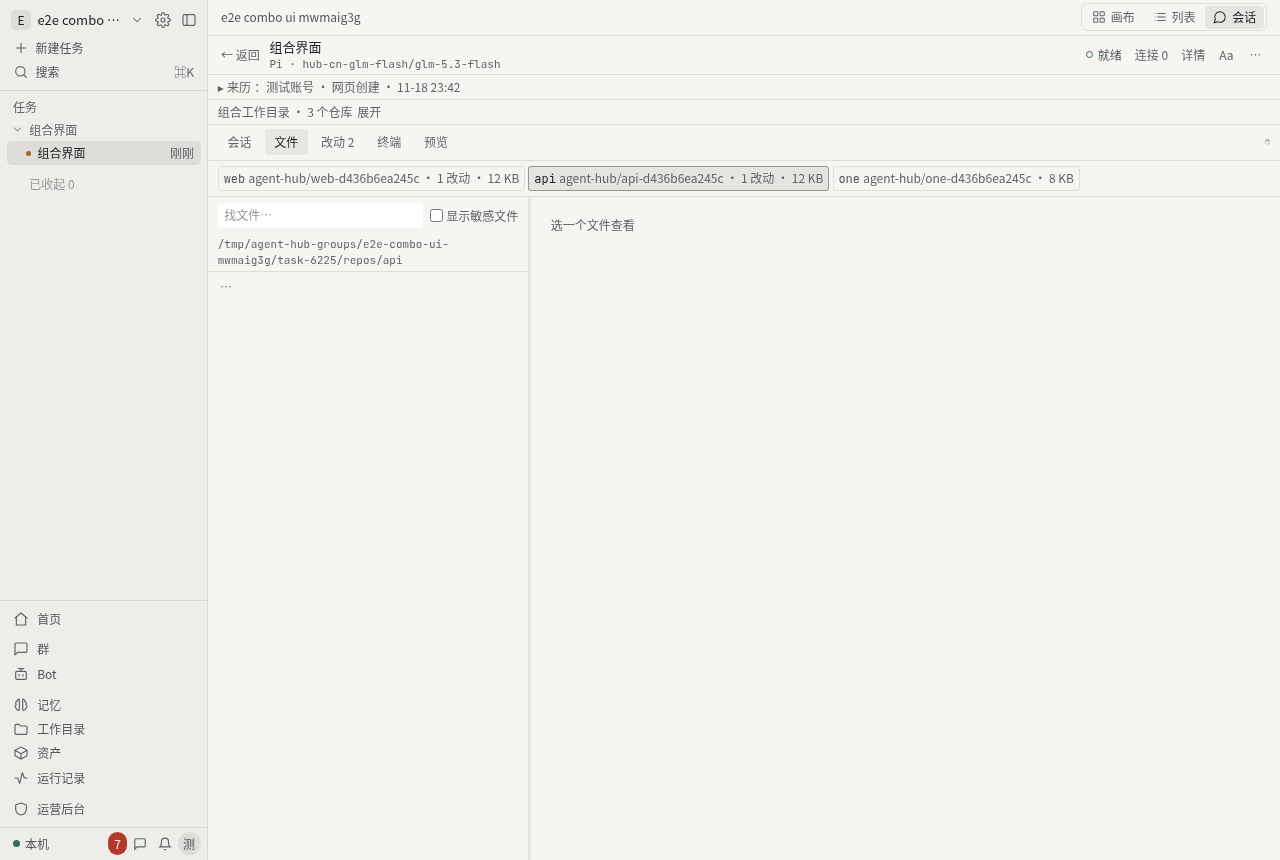 E e2e combo ui mwmaig3g
e2e combo ···
画布 列表 会话
新建任务
搜索 ⌘K
← 返回 组合界面
Pi · hub-cn-glm-flash/glm-5.3-flash
就绪 连接 0 详情 Aa ···
▸ 来历： 测试账号 · 网页创建 · 11-18 23:42
组合工作目录 · 3 个仓库 展开
任务
组合界面
组合界面 刚刚
已收起 0
会话 文件 改动 2 终端 预览
web agent-hub/web-d436b6ea245c · 1 改动 · 12 KB
api agent-hub/api-d436b6ea245c · 1 改动 · 12 KB
one agent-hub/one-d436b6ea245c · 8 KB
找文件… 显示敏感文件
选一个文件查看
/tmp/agent-hub-groups/e2e-combo-ui-
mwmaig3g/task-6225/repos/api
…
首页
群
Bot
记忆
工作目录
资产
运行记录
运营后台
本机 7 测